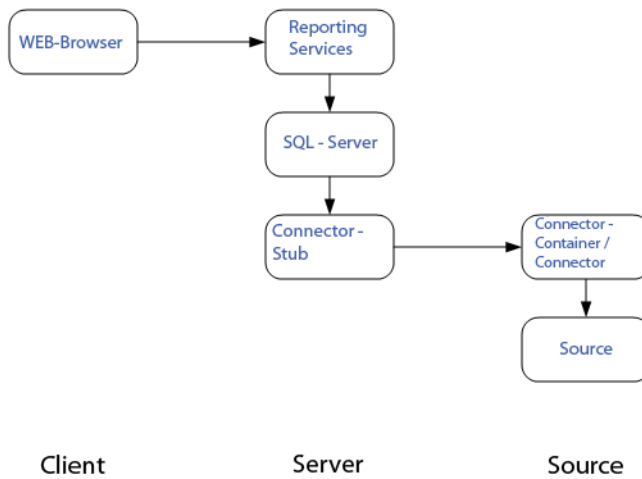 WEB-Browser
Reporting
Services
SQL - Server
Connector -
Stub
Connector -
Container /
Connector
Source
Client
Server
Source